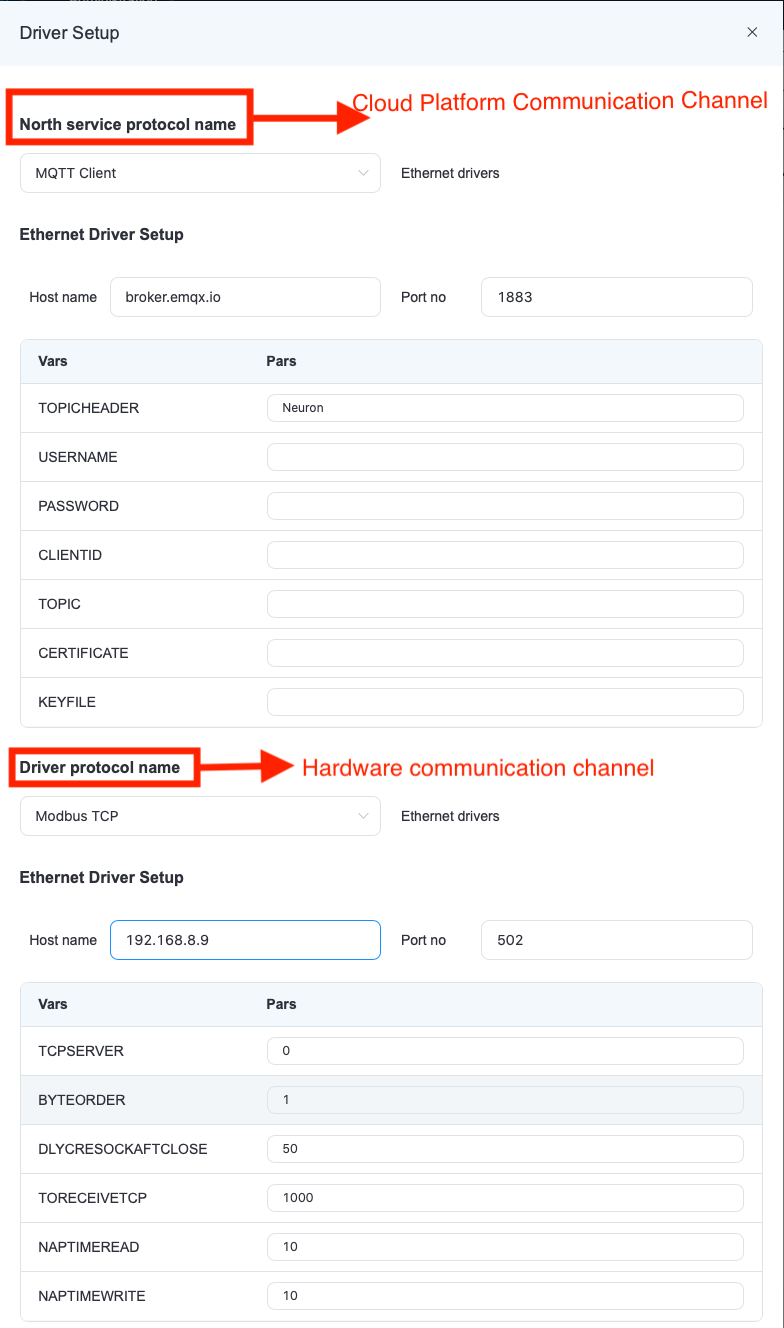 Driver Setup
Cloud Platform Communication Channel
North service protocol name
MQTT Client Ethernet drivers
Ethernet Driver Setup
Host name broker.emqx.io Port no 1883
Vars Pars
TOPICHEADER Neuron
USERNAME
PASSWORD
CLIENTID
TOPIC
CERTIFICATE
KEYFILE
Driver protocol name Hardware communication channel
Modbus TCP Ethernet drivers
Ethernet Driver Setup
Host name 192.168.8.9 Port no 502
Vars Pars
TCPSERVER 0
BYTEORDER 1
DLYCRESOCKAFTCLOSE 50
TORECEIVETCP 1000
NAPTIMEREAD 10
NAPTIMEWRITE 10